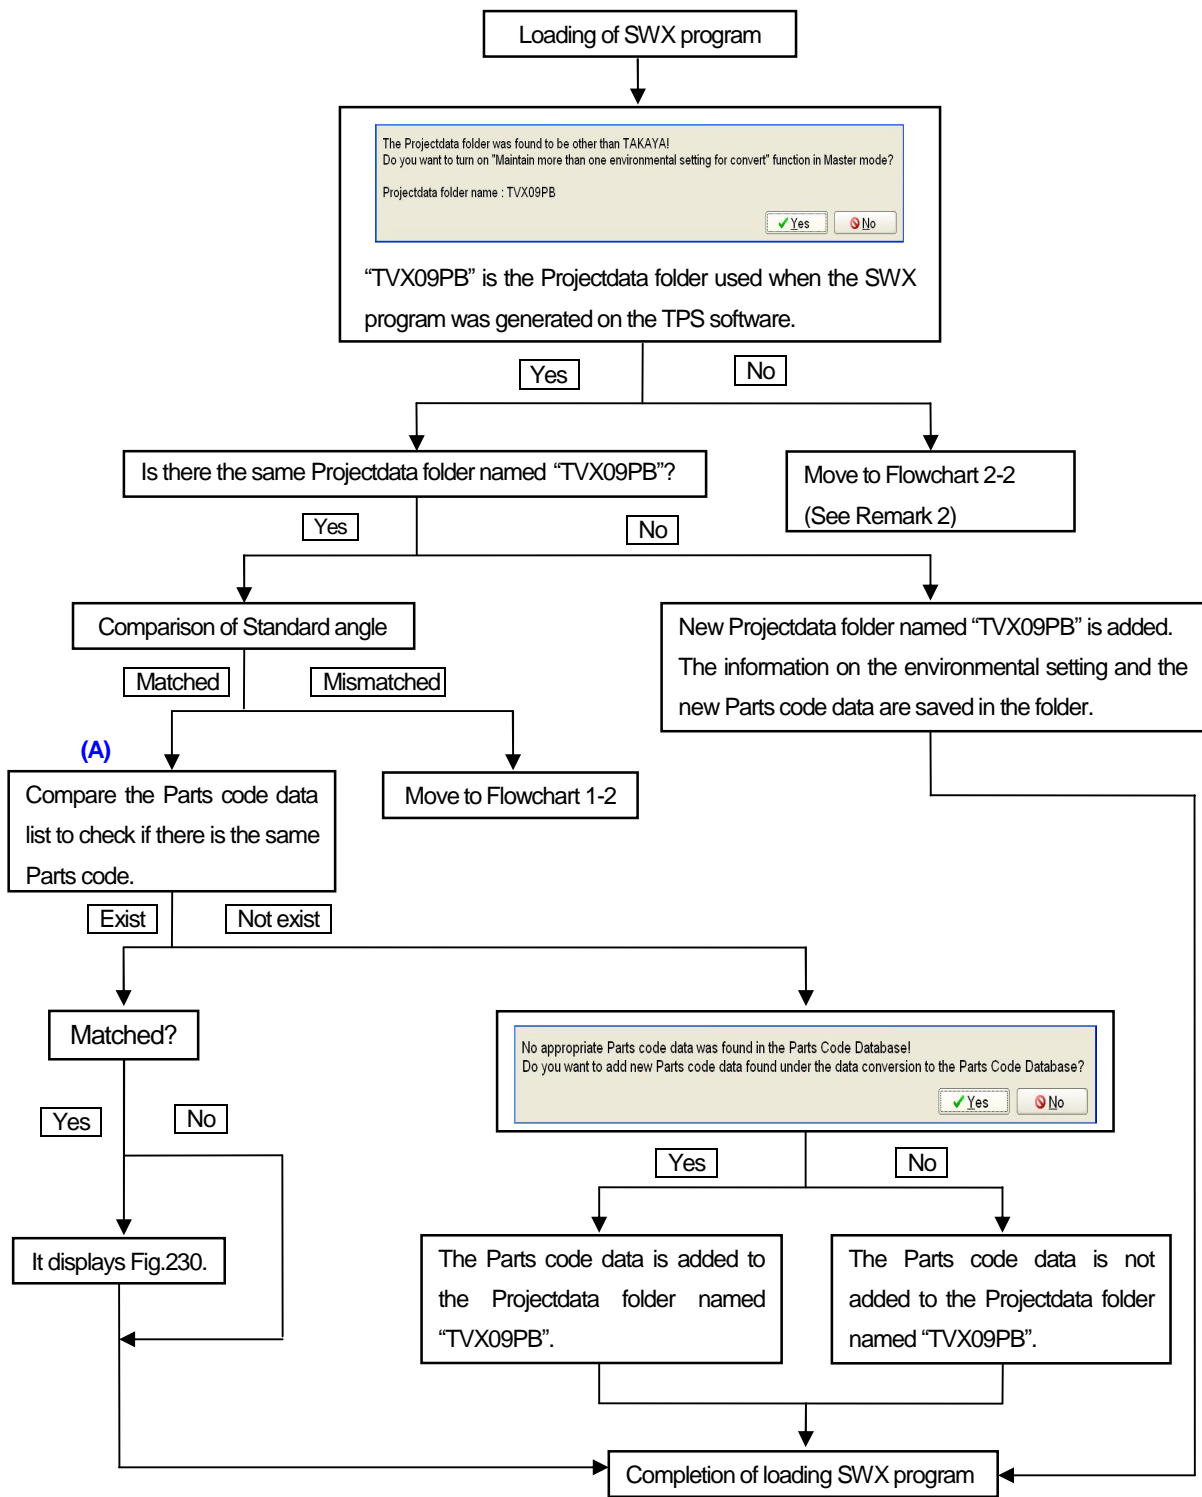 Loading of SWX program
The Projectdata folder was found to be other than TAKAYA!
Do you want to turn on "Maintain more than one environmental setting for convert" function in Master mode?
Projectdata folder name : TVX09PB
Yes
No
“TVX09PB” is the Projectdata folder used when the SWX
program was generated on the TPS software.
Yes
No
Is there the same Projectdata folder named “TVX09PB”?
Move to Flowchart 2-2
(See Remark 2)
Yes
No
Comparison of Standard angle
New Projectdata folder named “TVX09PB” is added.
The information on the environmental setting and the
new Parts code data are saved in the folder.
Matched
Mismatched
(A)
Compare the Parts code data
list to check if there is the same
Parts code.
Move to Flowchart 1-2
Exist
Not exist
Matched?
No appropriate Parts code data was found in the Parts Code Database!
Do you want to add new Parts code data found under the data conversion to the Parts Code Database?
Yes
No
Yes
No
Yes
No
It displays Fig.230.
The Parts code data is added to
the Projectdata folder named
“TVX09PB”.
The Parts code data is not
added to the Projectdata folder
named “TVX09PB”.
Completion of loading SWX program